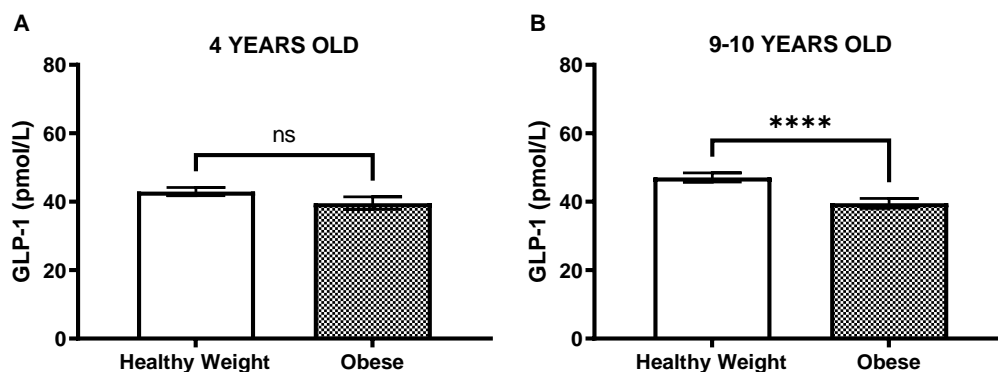 A
4 YEARS OLD
GLP-1 (pmol/L)
80
60
40
20
0
ns
Healthy Weight
Obese
B
9-10 YEARS OLD
GLP-1 (pmol/L)
80
60
40
20
0
****
Healthy Weight
Obese